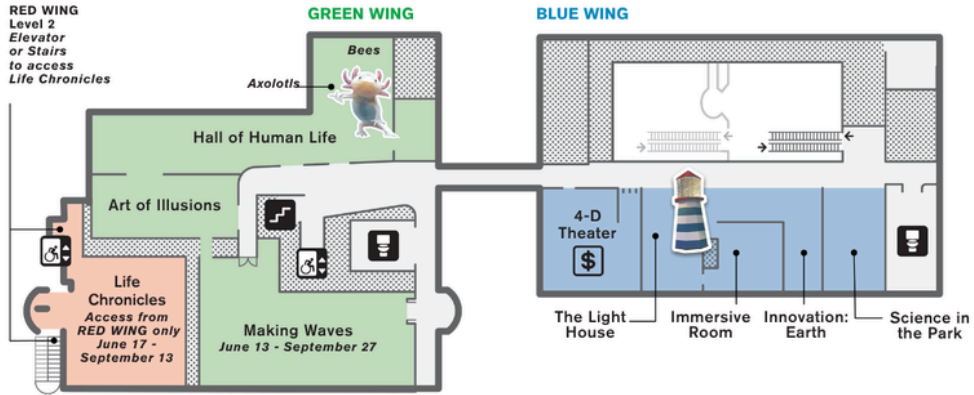 RED WING
Level 2
Elevator
or Stairs
to access
Life Chronicles
GREEN WING
BLUE WING
Bees
Axolotls
Hall of Human Life
Art of Illusions
4-D
Theater
$
Life
Chronicles
Access from
RED WING only
June 17 -
September 13
Making Waves
June 13 - September 27
The Light
House
Immersive
Room
Innovation:
Earth
Science in
the Park